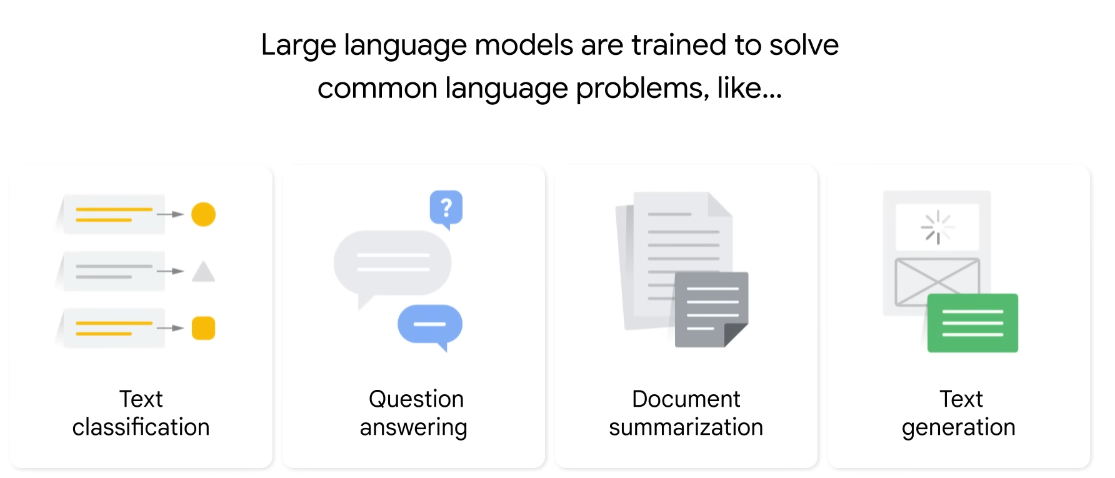 Large language models are trained to solve
common language problems, like...
?
Text
classification
Question
answering
Document
summarization
Text
generation